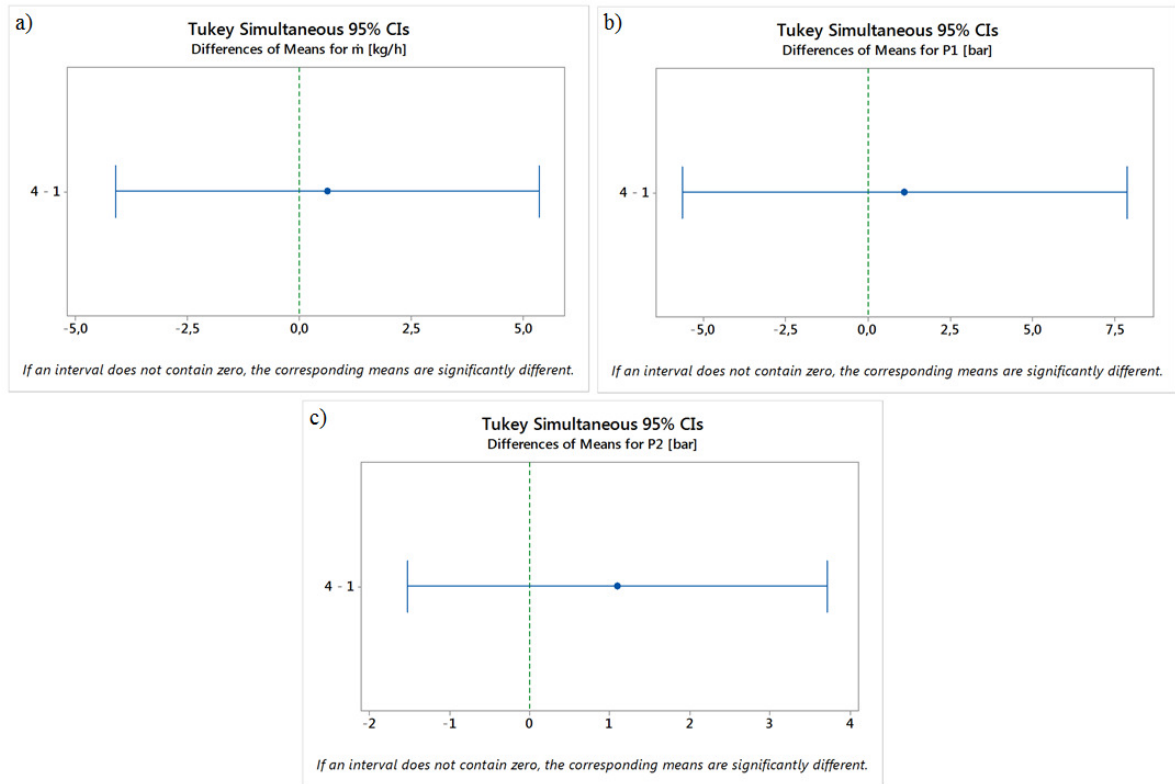 a)
Tukey Simultaneous 95% CIs
Differences of Means for ṁ [kg/h]
4 - 1
-5,0 -2,5 0,0 2,5 5,0
If an interval does not contain zero, the corresponding means are significantly different.
b)
Tukey Simultaneous 95% CIs
Differences of Means for P1 [bar]
4 - 1
-5,0 -2,5 0,0 2,5 5,0 7,5
If an interval does not contain zero, the corresponding means are significantly different.
c)
Tukey Simultaneous 95% CIs
Differences of Means for P2 [bar]
4 - 1
-2 -1 0 1 2 3 4
If an interval does not contain zero, the corresponding means are significantly different.